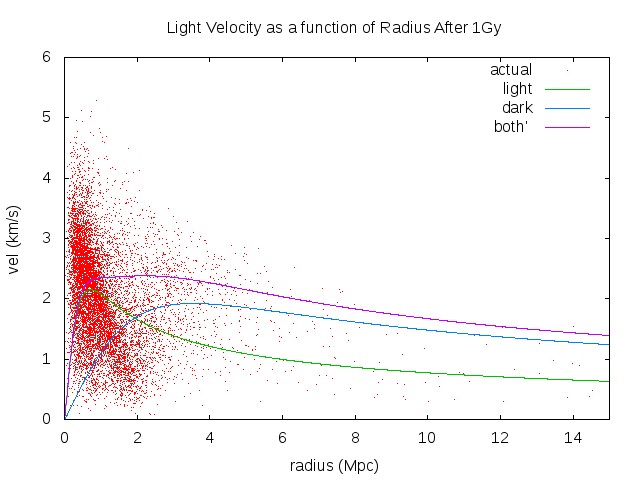 Light Velocity as a function of Radius After 1Gy
6
5
4
3
2
1
0
vel (km/s)
actual
light
dark
both'
0 2 4 6 8 10 12 14
radius (Mpc)